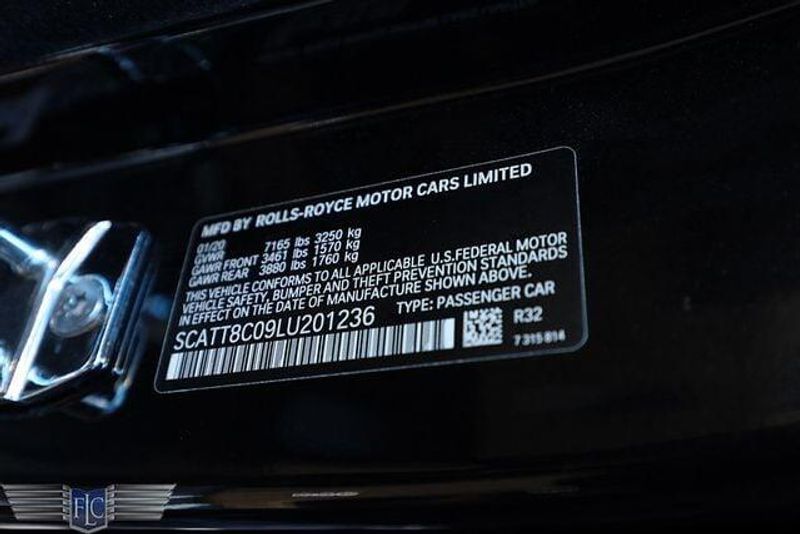 MFD BY ROLLS-ROYCE MOTOR CARS LIMITED
01/20
GVWR 7165 lbs 3250 kg
GAWR FRONT 3461 lbs 1570 kg
GAWR REAR 3880 lbs 1760 kg
THIS VEHICLE CONFORMS TO ALL APPLICABLE U.S.FEDERAL MOTOR
VEHICLE SAFETY, BUMPER AND THEFT PREVENTION STANDARDS
IN EFFECT ON THE DATE OF MANUFACTURE SHOWN ABOVE.
SCATT8C09LU201236 TYPE: PASSENGER CAR
R32
7 315 814
FLC